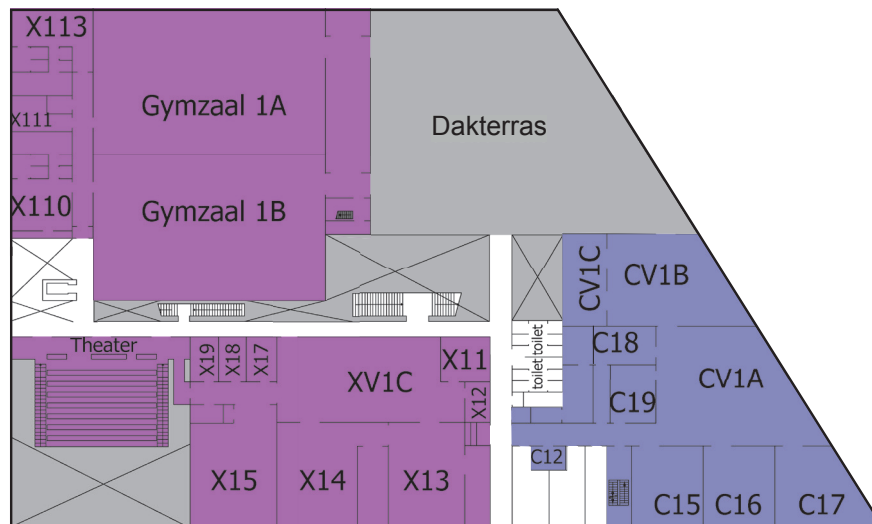 X113
Gymzaal 1A
X111
Dakterras
X110
Gymzaal 1B
CV1C
CV1B
Theater
X19
X18
X17
X11
toilet
toilet
C18
XV1C
CV1A
X12
C19
C12
X15
X14
X13
C15
C16
C17